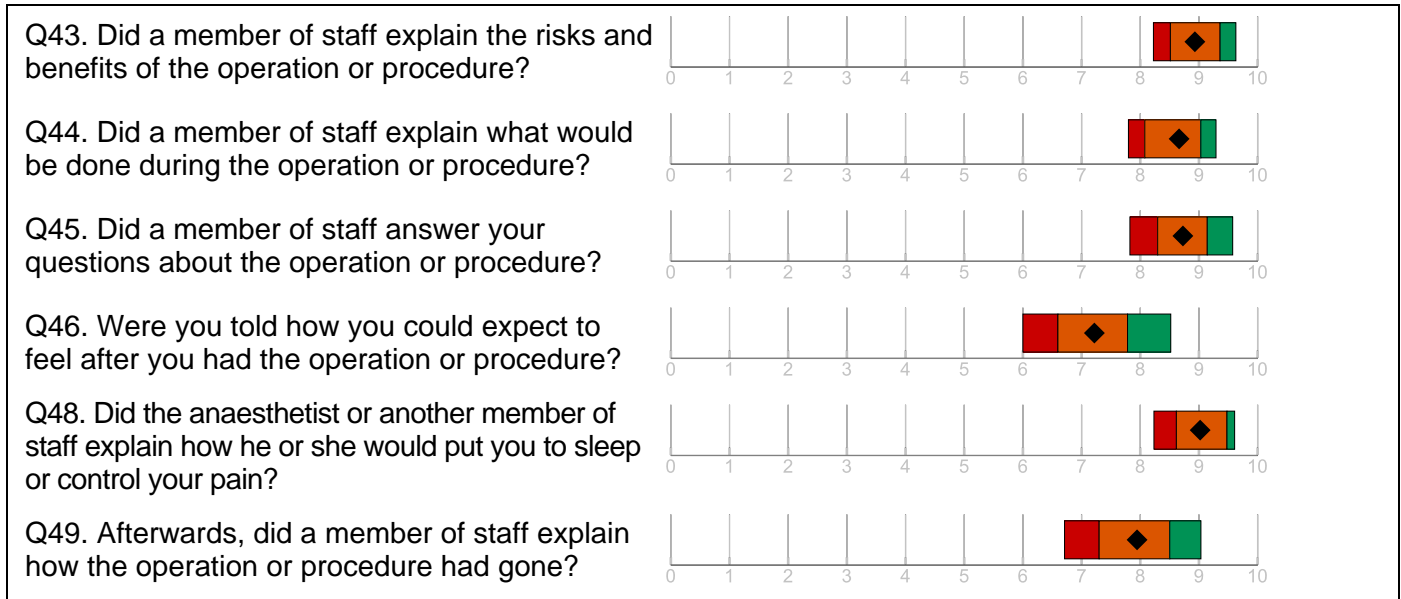 Q43. Did a member of staff explain the risks and
benefits of the operation or procedure?
0 1 2 3 4 5 6 7 8 9 10
Q44. Did a member of staff explain what would
be done during the operation or procedure?
0 1 2 3 4 5 6 7 8 9 10
Q45. Did a member of staff answer your
questions about the operation or procedure?
0 1 2 3 4 5 6 7 8 9 10
Q46. Were you told how you could expect to
feel after you had the operation or procedure?
0 1 2 3 4 5 6 7 8 9 10
Q48. Did the anaesthetist or another member of
staff explain how he or she would put you to sleep
or control your pain?
0 1 2 3 4 5 6 7 8 9 10
Q49. Afterwards, did a member of staff explain
how the operation or procedure had gone?
0 1 2 3 4 5 6 7 8 9 10